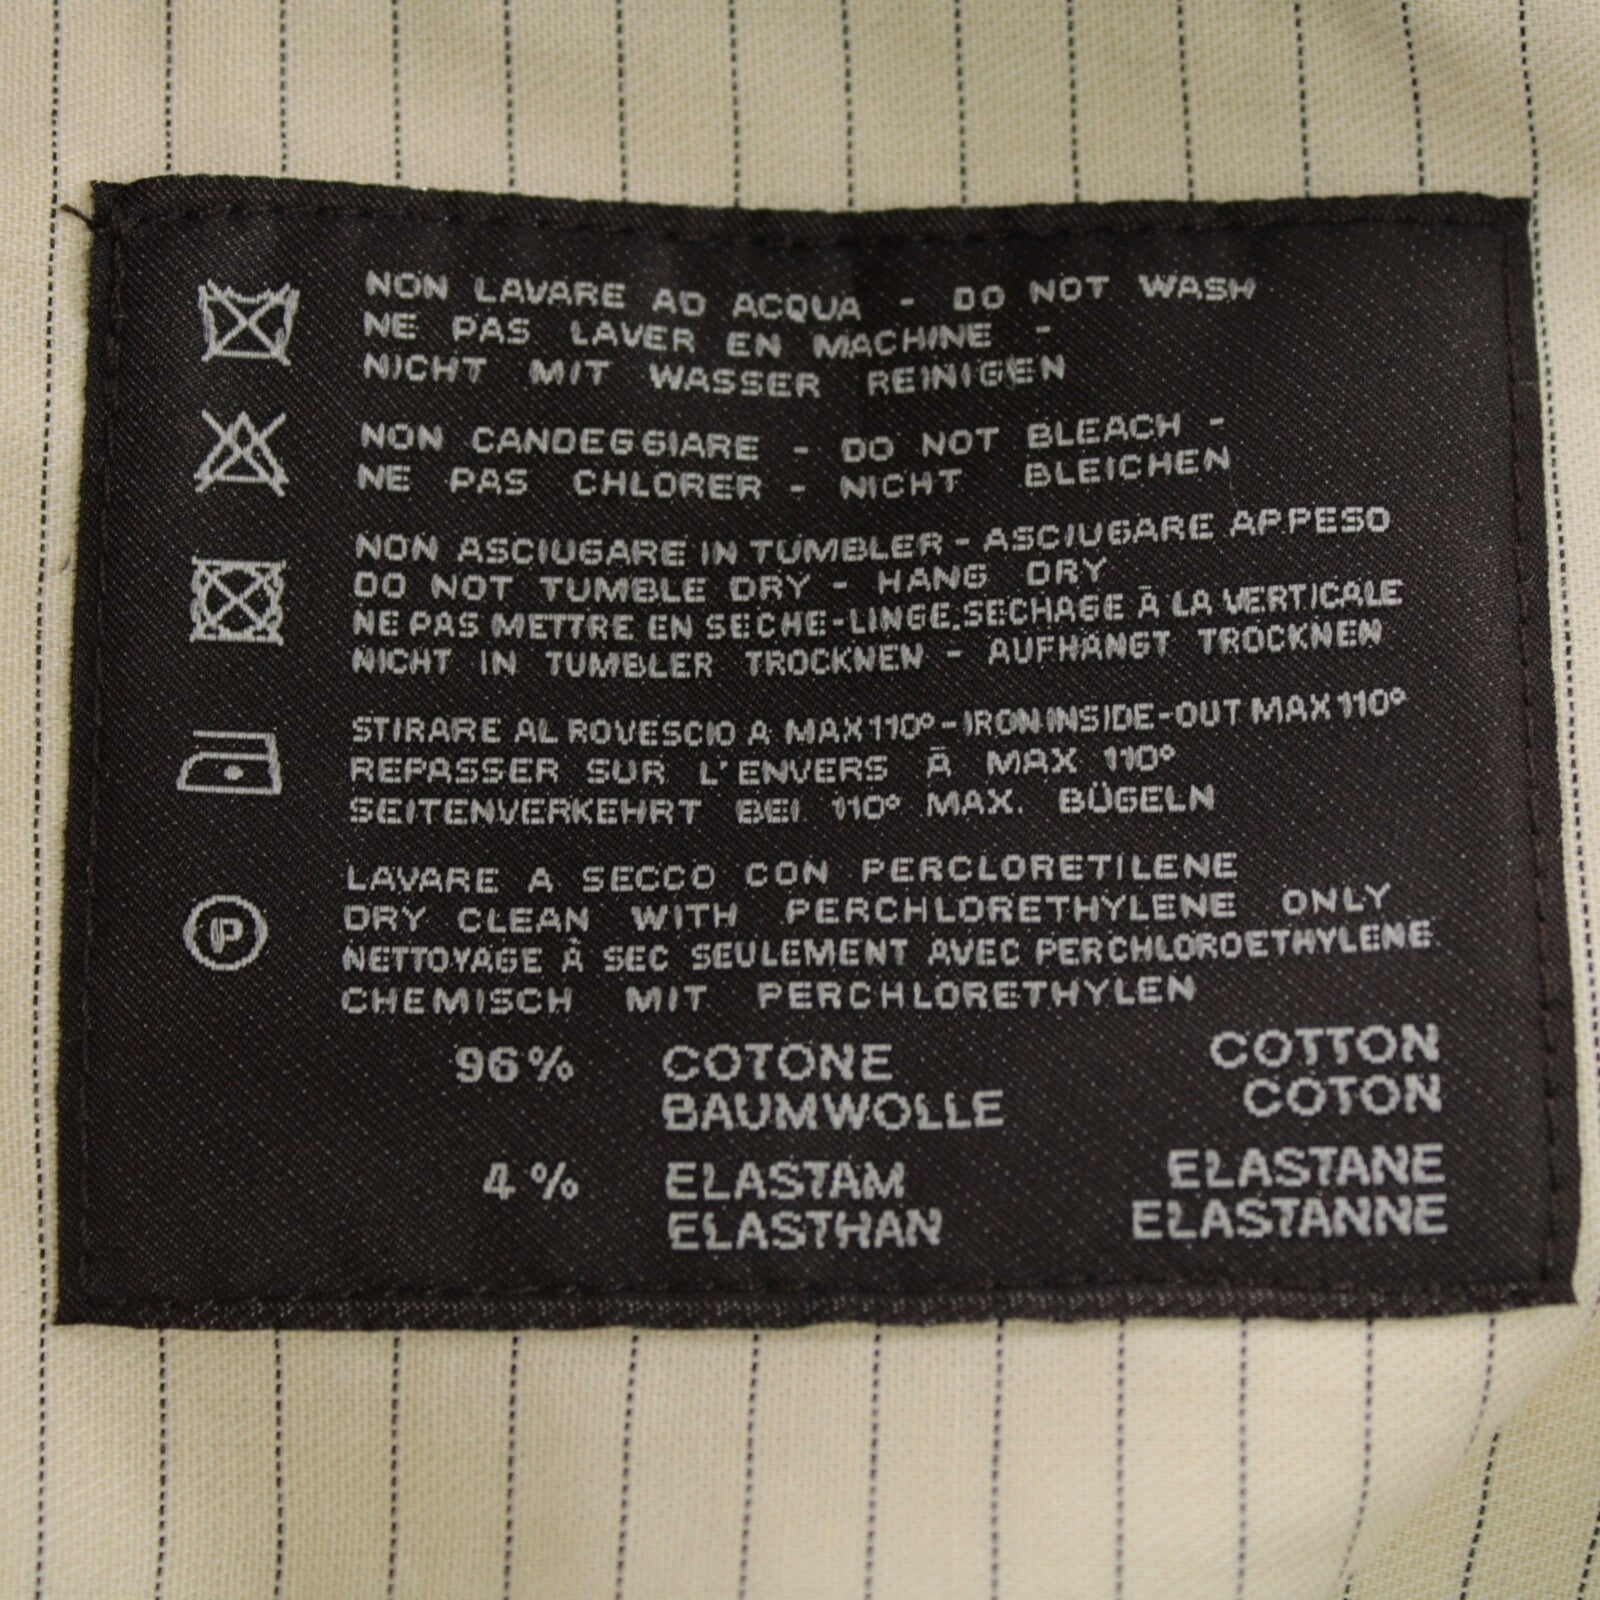 NON LAVARE AD ACQUA - DO NOT WASH
NE PAS LAVER EN MACHINE -
NICHT MIT WASSER REINIGEN
NON CANDEGGIARE - DO NOT BLEACH -
NE PAS CHLORER - NICHT BLEICHEN
NON ASCIUGARE IN TUMBLER - ASCIUGARE APPESO
DO NOT TUMBLE DRY - HANG DRY
NE PAS METTRE EN SECHE-LINGE, SECHAGE À LA VERTICALE
NICHT IN TUMBLER TROCKNEN - AUFHÄNGT TROCKNEN
STIRARE AL ROVESCIO A MAX 110° - IRON INSIDE-OUT MAX 110°
REPASSER SUR L'ENVERS À MAX 110°
SEITENVERKEHRT BEI 110° MAX. BÜGELN
LAVARE A SECCO CON PERCLORETILENE
P DRY CLEAN WITH PERCHLORETHYLENE ONLY
NETTOYAGE À SEC SEULEMENT AVEC PERCHLOROETHYLENE
CHEMISCH MIT PERCHLORETHYLEN
96% COTONE COTTON
BAUMWOLLE COTON
4% ELASTAM ELASTANE
ELASTHAN ELASTANNE